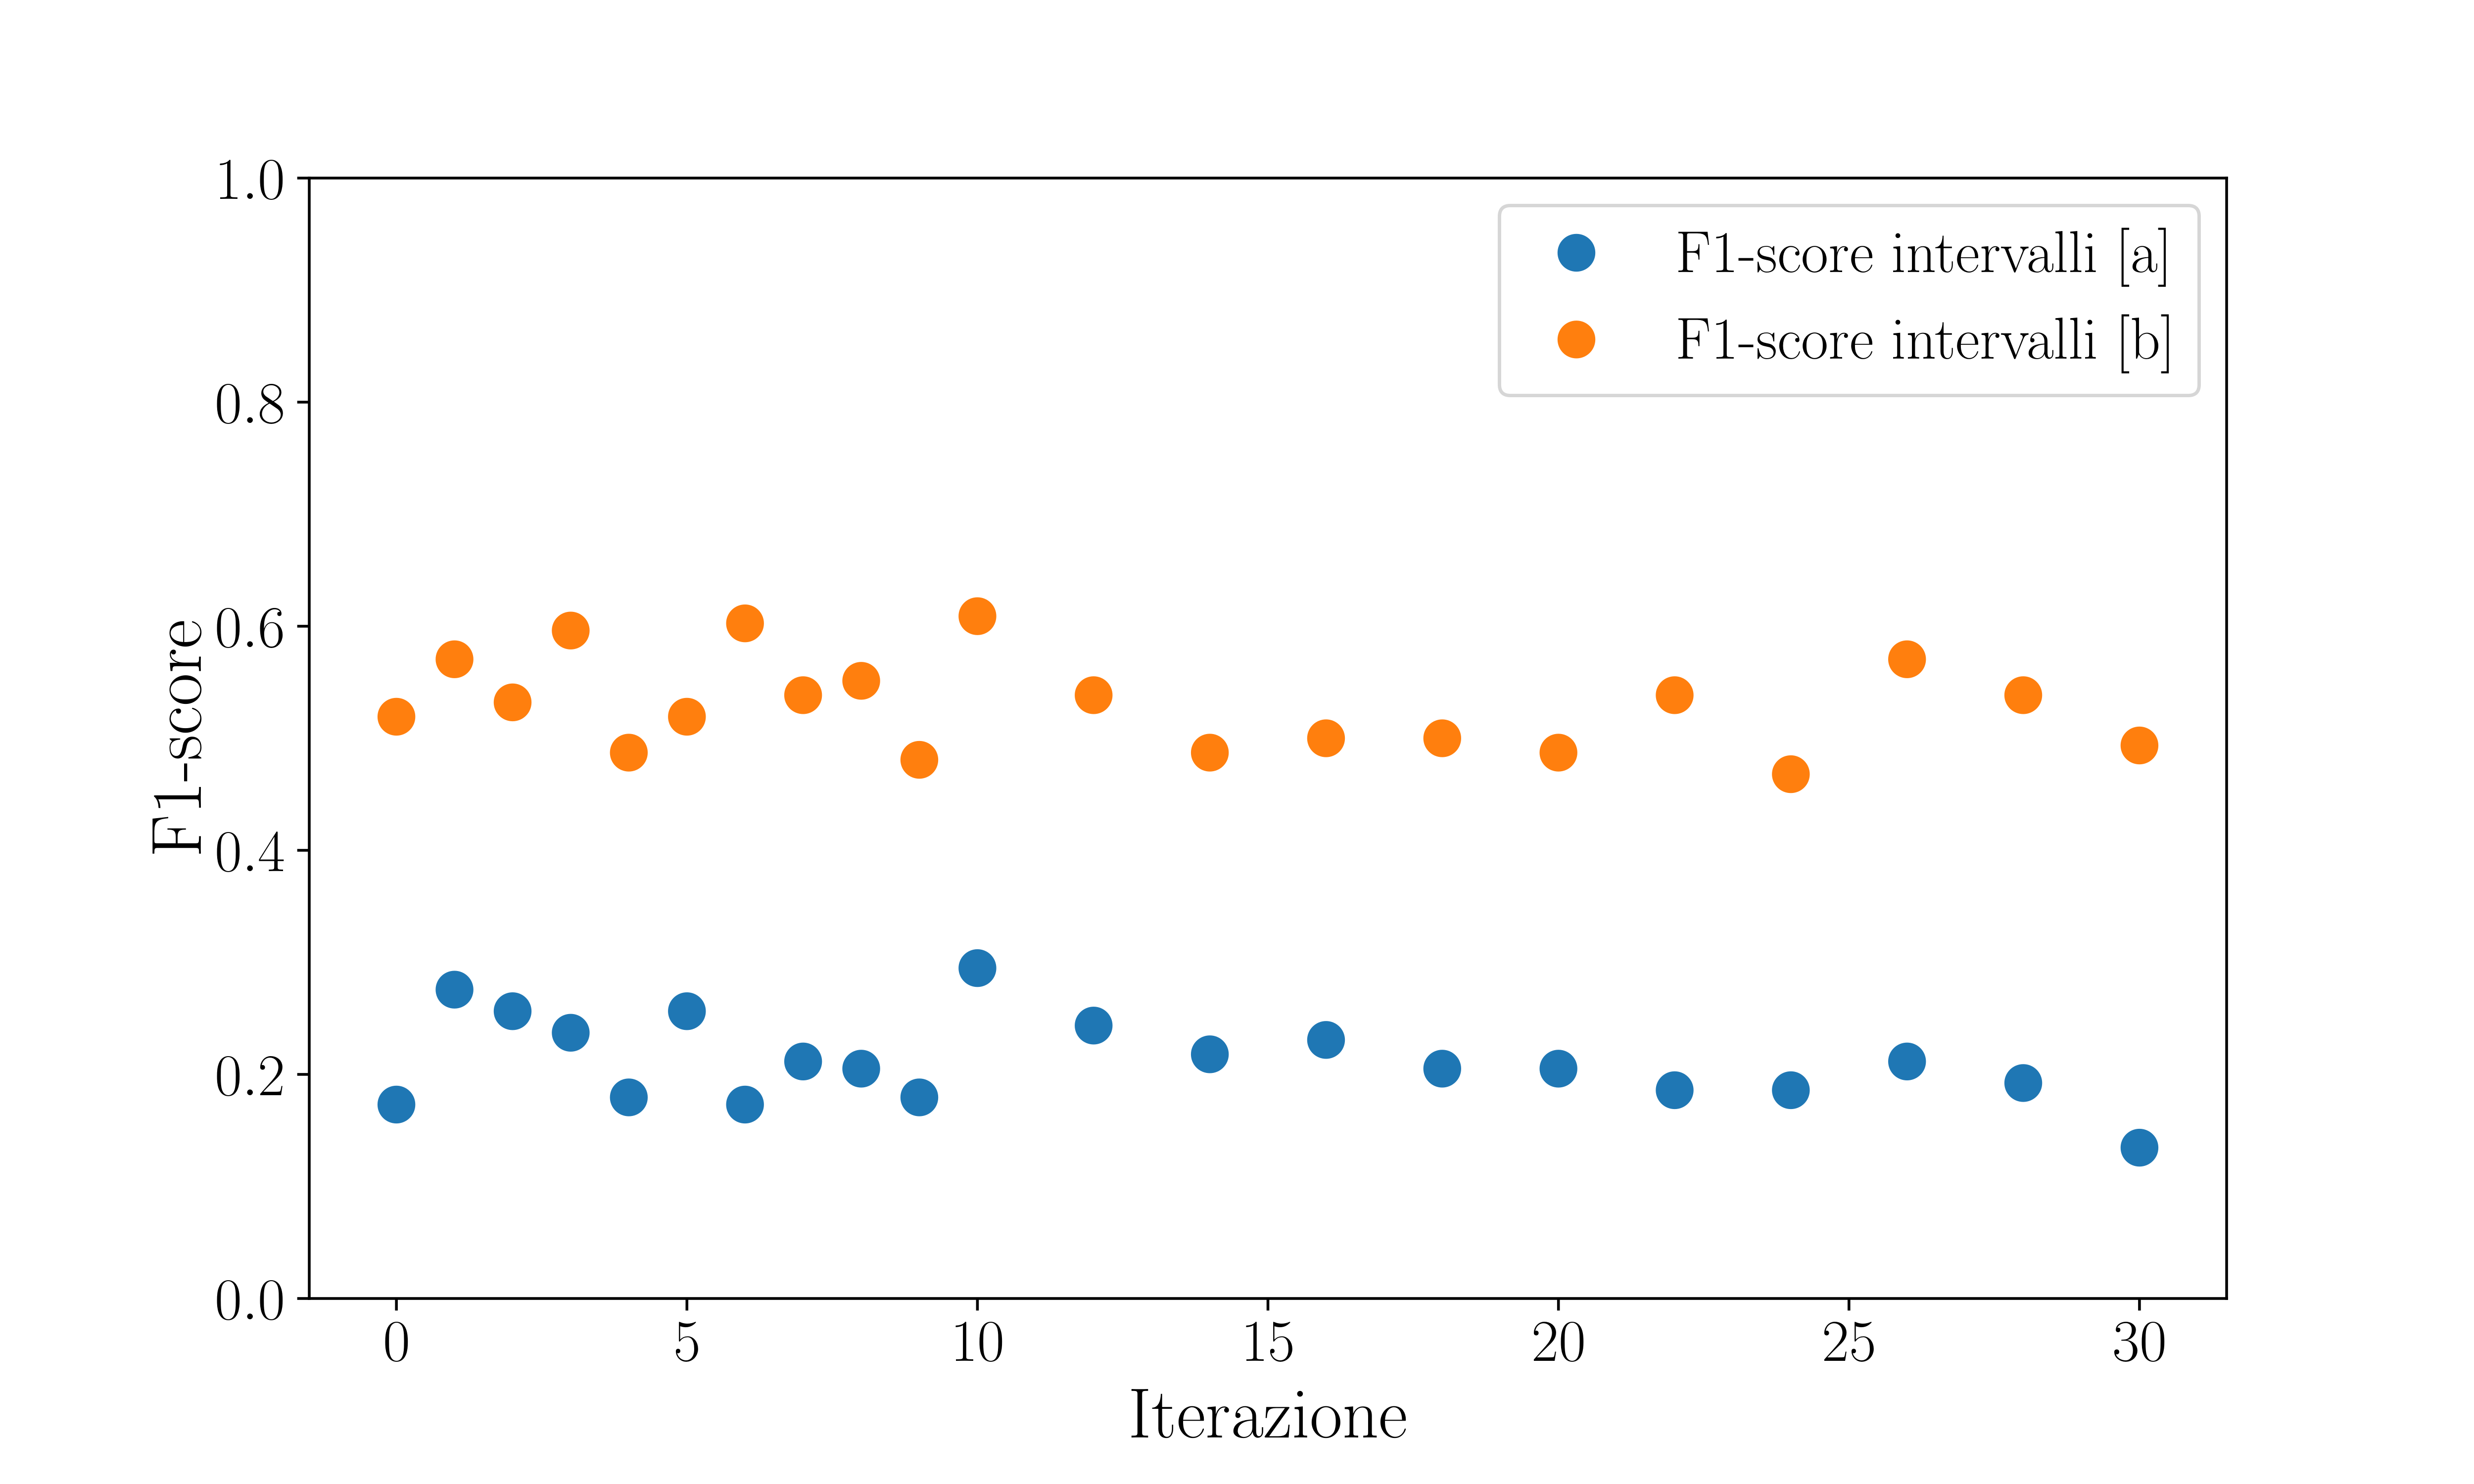 F1-score intervalli [a]
F1-score intervalli [b]
1.0
0.8
0.6
0.4
0.2
0.0
F1-score
0 5 10 15 20 25 30
Iterazione